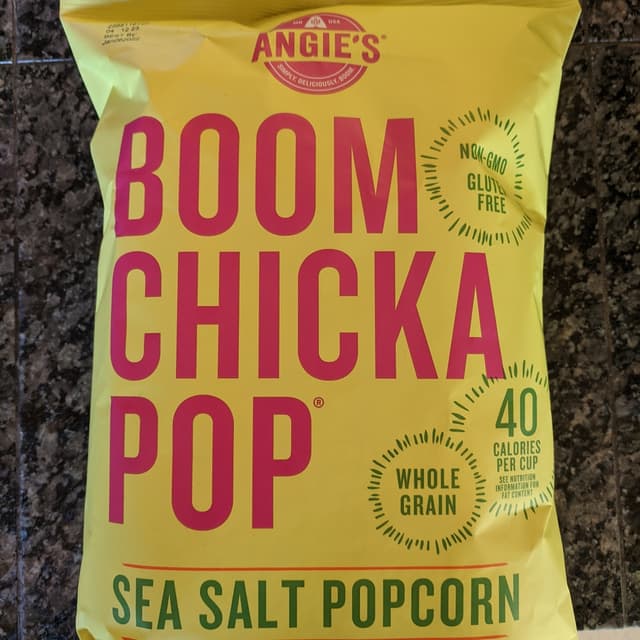 ANGIE'S®
SIMPLY. DELICIOUSLY. GOOD.
BOOM
CHICKA
POP®
NON-GMO
GLUTEN
FREE
40
CALORIES
PER CUP
SEE NUTRITION
INFORMATION FOR
FAT CONTENT
WHOLE
GRAIN
SEA SALT POPCORN